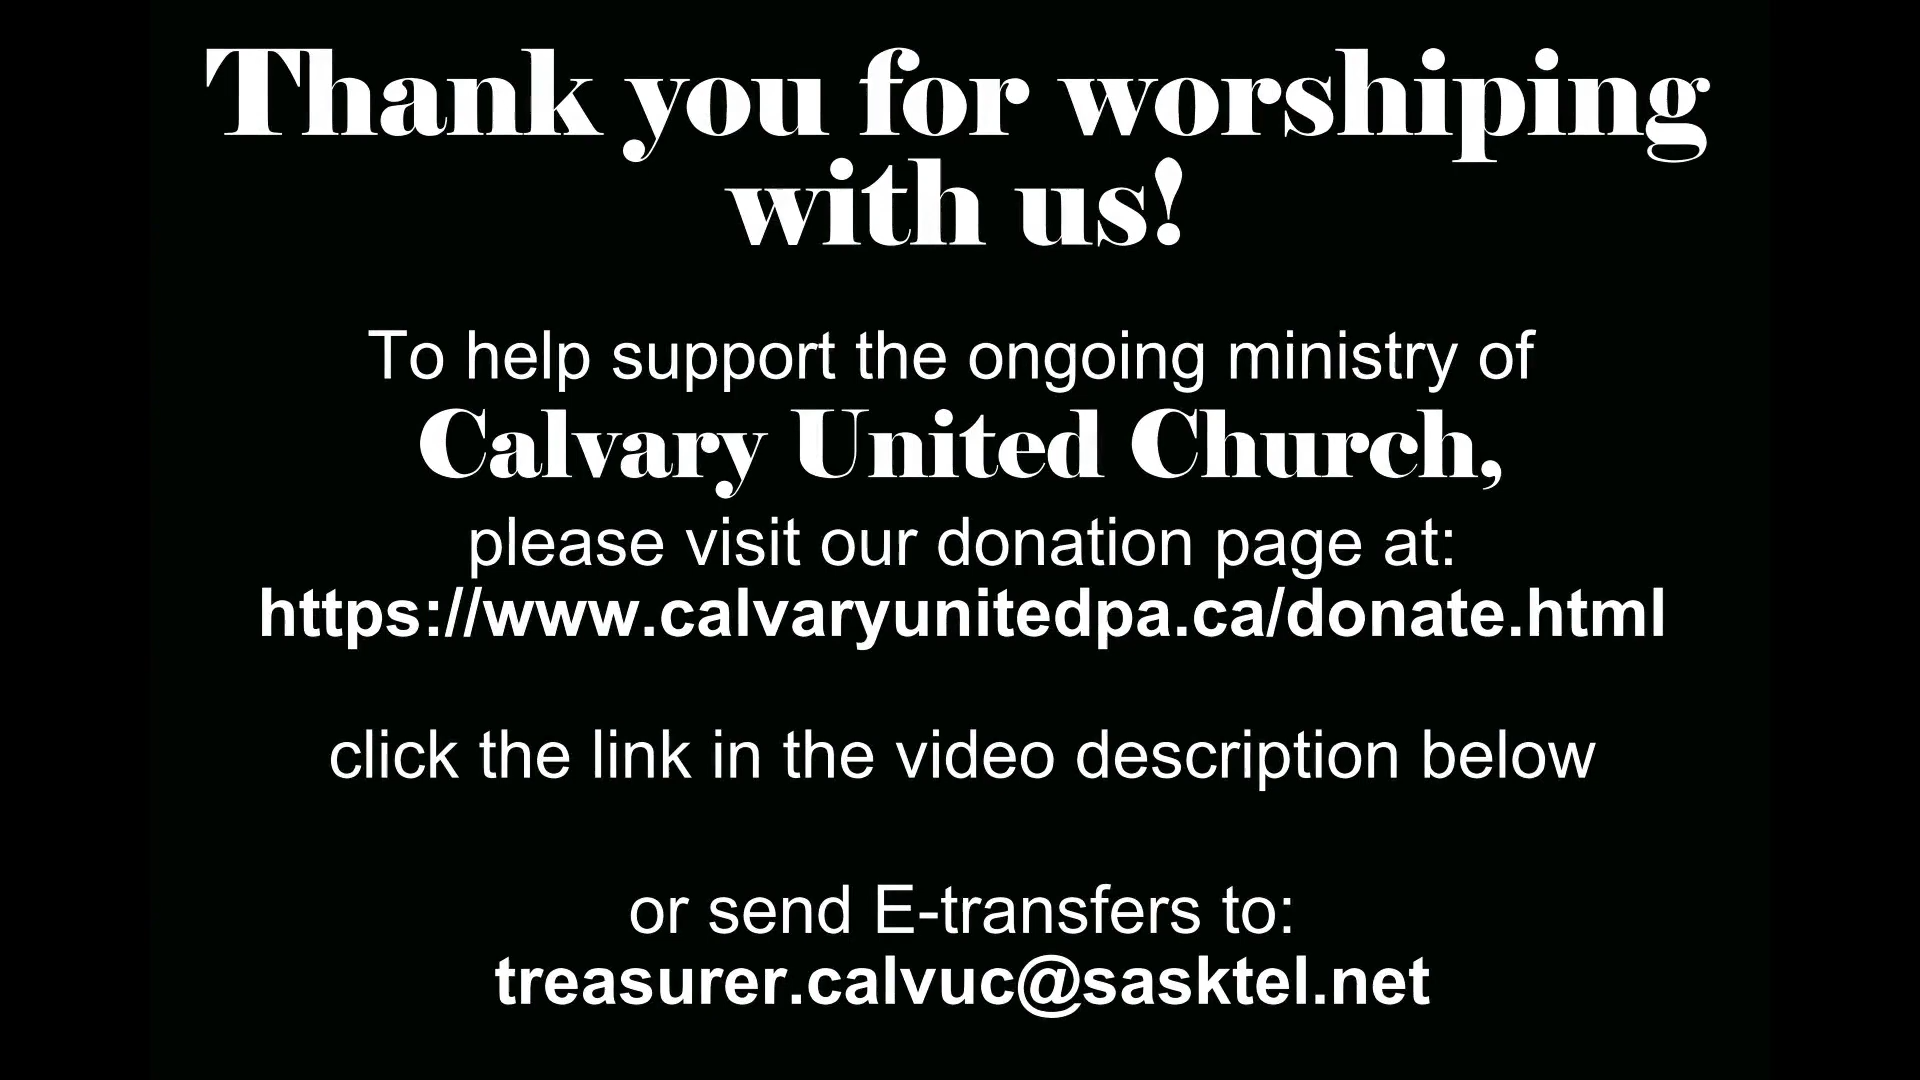 Thank you for worshiping
with us!
To help support the ongoing ministry of
Calvary United Church,
please visit our donation page at:
https://www.calvaryunitedpa.ca/donate.html
click the link in the video description below
or send E-transfers to:
treasurer.calvuc@sasktel.net